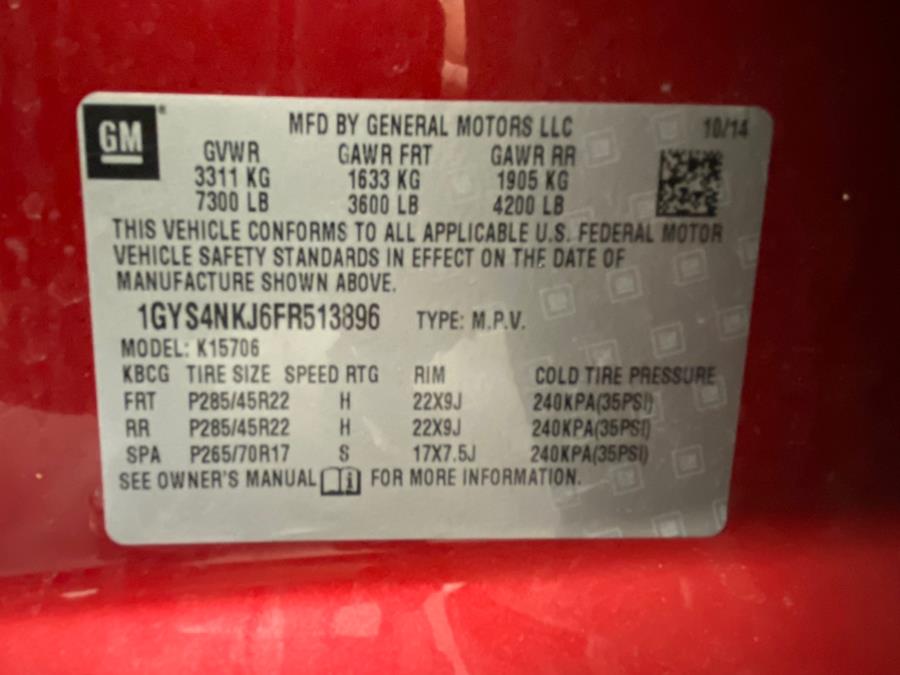 GM
MFD BY GENERAL MOTORS LLC 10/14
GVWR GAWR FRT GAWR RR
3311 KG 1633 KG 1905 KG
7300 LB 3600 LB 4200 LB
THIS VEHICLE CONFORMS TO ALL APPLICABLE U.S. FEDERAL MOTOR
VEHICLE SAFETY STANDARDS IN EFFECT ON THE DATE OF
MANUFACTURE SHOWN ABOVE.
1GYS4NKJ6FR513896 TYPE: M.P.V.
MODEL: K15706
KBCG TIRE SIZE SPEED RTG RIM COLD TIRE PRESSURE
FRT P285/45R22 H 22X9J 240KPA(35PSI)
RR P285/45R22 H 22X9J 240KPA(35PSI)
SPA P265/70R17 S 17X7.5J 240KPA(35PSI)
SEE OWNER'S MANUAL FOR MORE INFORMATION.